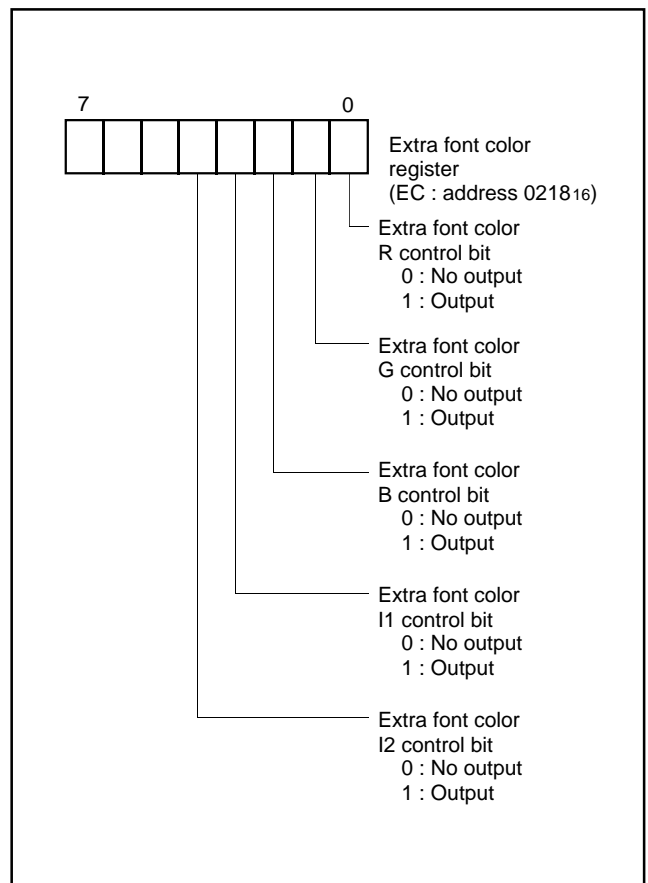 7 0
Extra font color
register
(EC : address 021816)
Extra font color
R control bit
0 : No output
1 : Output
Extra font color
G control bit
0 : No output
1 : Output
Extra font color
B control bit
0 : No output
1 : Output
Extra font color
I1 control bit
0 : No output
1 : Output
Extra font color
I2 control bit
0 : No output
1 : Output